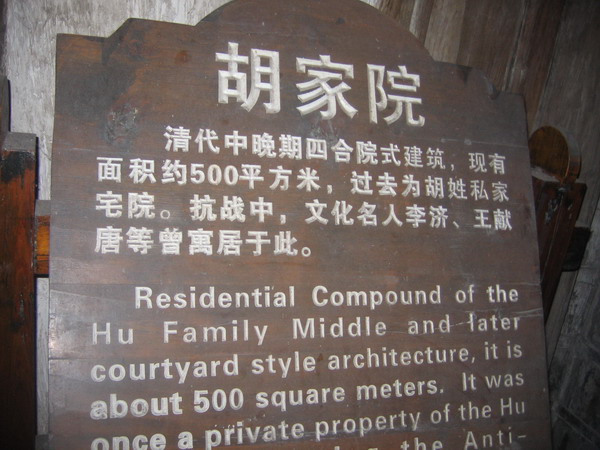 胡家院
清代中晚期四合院式建筑，现有
面积约500平方米，过去为胡姓私家
宅院。抗战中，文化名人李济、王献
唐等曾寓居于此。
Residential Compound of the
Hu Family Middle and later
courtyard style architecture, it is
about 500 square meters. It was
once a private property of the Hu
the Anti-